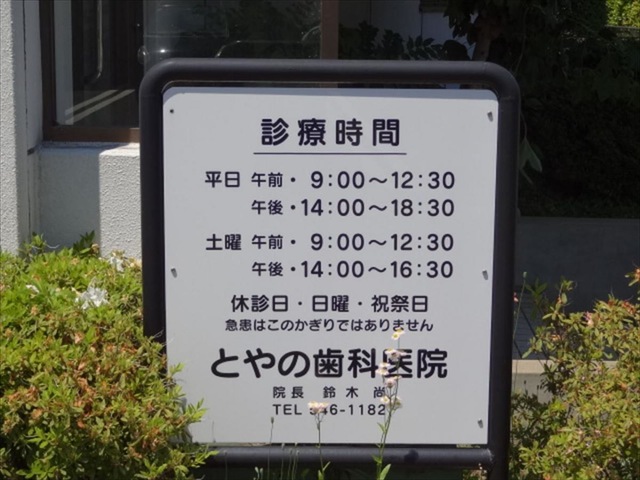 診療時間
平日 午前・ 9:00〜12:30
午後・14:00〜18:30
土曜 午前・ 9:00〜12:30
午後・14:00〜16:30
休診日・日曜・祝祭日
急患はこのかぎりではありません
とやの歯科医院
院長 鈴木尚
TEL -1182